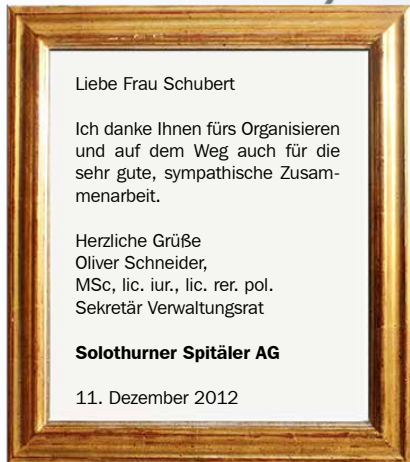 Liebe Frau Schubert
Ich danke Ihnen fürs Organisieren
und auf dem Weg auch für die
sehr gute, sympathische Zusam-
menarbeit.
Herzliche Grüße
Oliver Schneider,
MSc, lic. iur., lic. rer. pol.
Sekretär Verwaltungsrat
Solothurner Spitäler AG
11. Dezember 2012